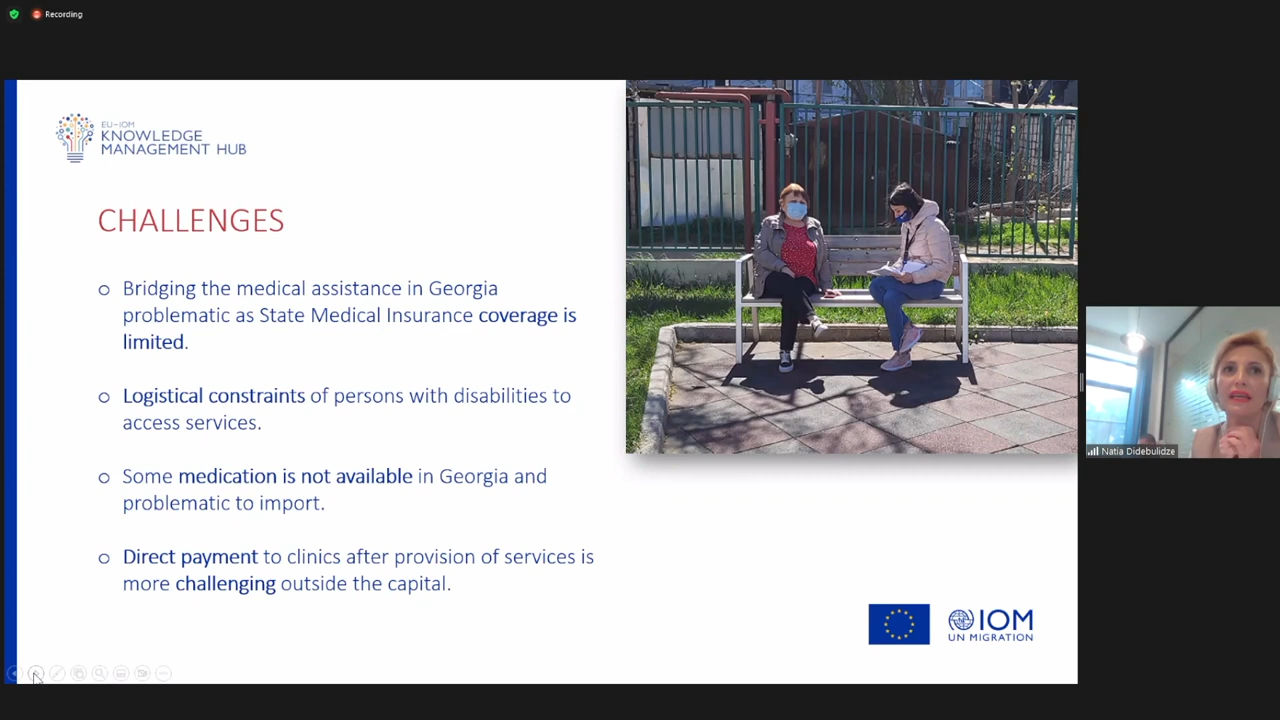 Recording
EU-IOM
KNOWLEDGE
MANAGEMENT HUB
CHALLENGES
Bridging the medical assistance in Georgia
problematic as State Medical Insurance coverage is
limited.
Logistical constraints of persons with disabilities to
access services.
Some medication is not available in Georgia and
problematic to import.
Direct payment to clinics after provision of services is
more challenging outside the capital.
IOM
UN MIGRATION
Natia Didebulidze